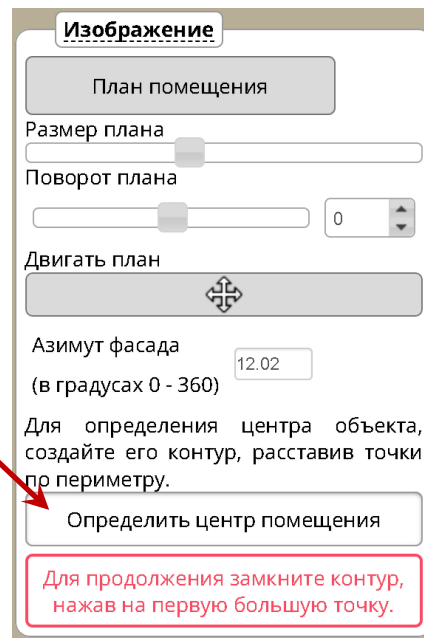 Изображение
План помещения
Размер плана
Поворот плана
0
Двигать план
Азимут фасада
12.02
(в градусах 0 - 360)
Для определения центра объекта,
создайте его контур, расставив точки
по периметру.
Определить центр помещения
Для продолжения замкните контур,
нажав на первую большую точку.